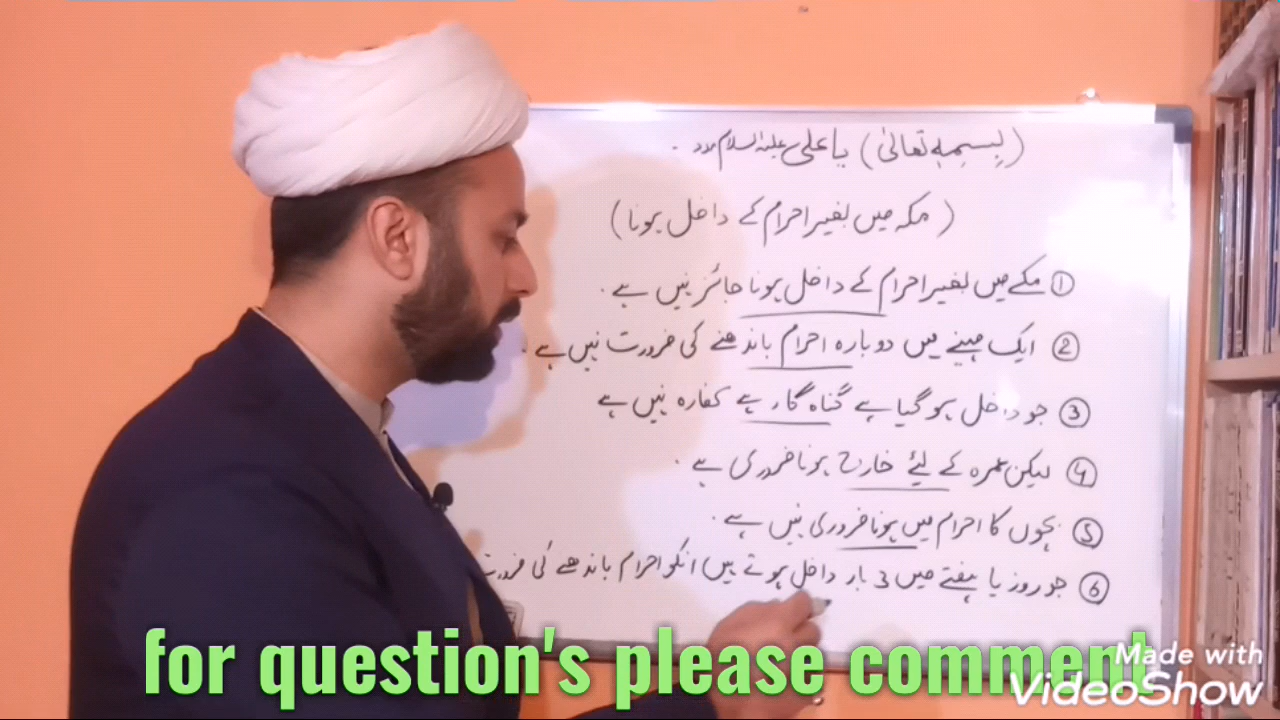 (بِسمِهِ تعالیٰ) یا علی علیہ السلام مدد ۔
(مکہ میں بغیر احرام کے داخل ہونا)
① مکے میں بغیر احرام کے داخل ہونا جائز نہیں ہے ۔
② ایک مہینے میں دوبارہ احرام باندھنے کی ضرورت نہیں ہے ۔
③ جو داخل ہو گیا ہے گناہ گار ہے کفارہ نہیں ہے
④ لیکن عمرہ کے لئے خارج ہونا ضروری ہے ۔
⑤ بچوں کا احرام میں ہونا ضروری نہیں ہے ۔
⑥ جو روز یا ہفتے میں 3 بار داخل ہوتے ہیں انکو احرام باندھنے کی ضرورت
for question's please comment
Made with
VideoShow